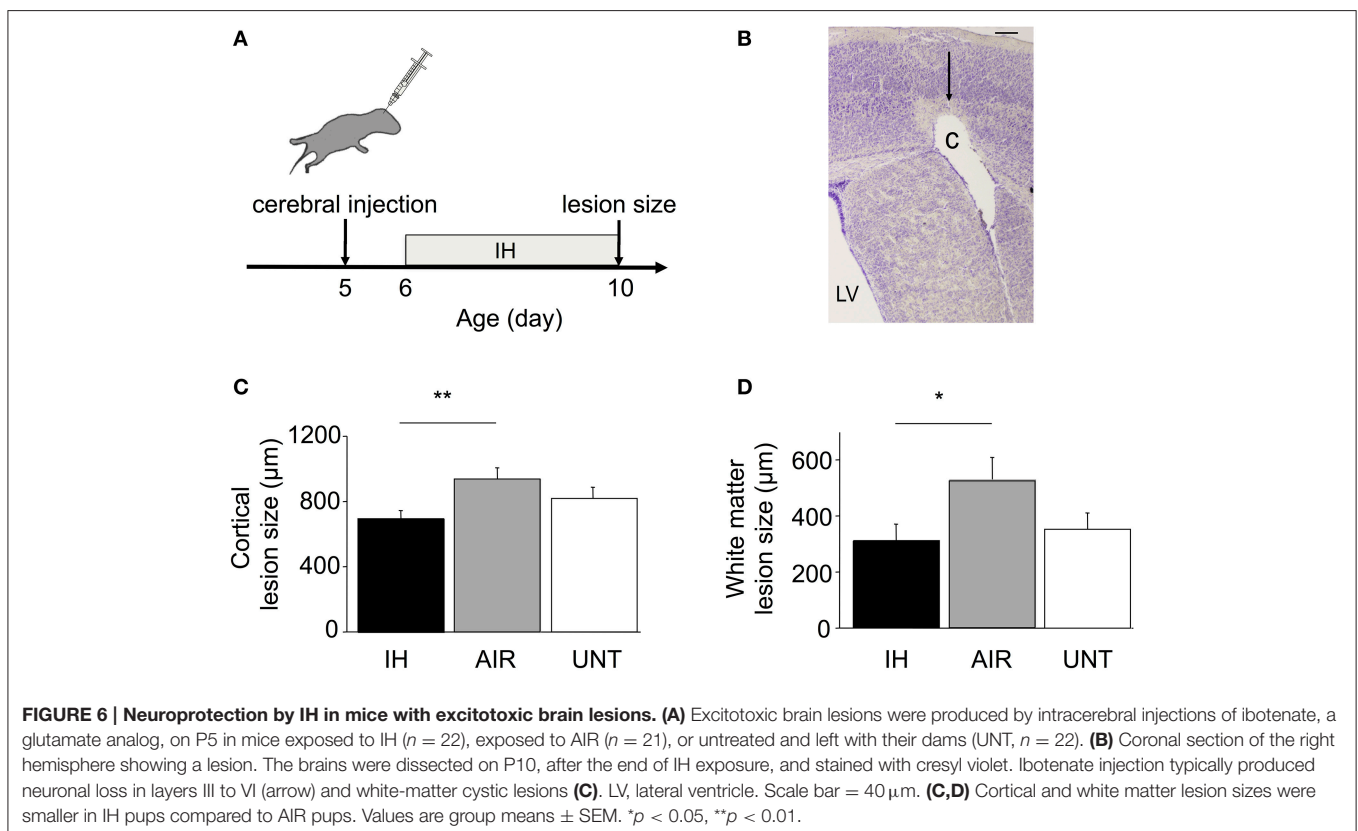 A
cerebral injection
lesion size
IH
5
6
10
Age (day)
B
C
LV
C
**
Cortical
lesion size (µm)
1200
800
400
0
IH
AIR
UNT
D
*
White matter
lesion size (µm)
600
400
200
0
IH
AIR
UNT
FIGURE 6 | Neuroprotection by IH in mice with excitotoxic brain lesions. (A) Excitotoxic brain lesions were produced by intracerebral injections of ibotenate, a
glutamate analog, on P5 in mice exposed to IH (n = 22), exposed to AIR (n = 21), or untreated and left with their dams (UNT, n = 22). (B) Coronal section of the right
hemisphere showing a lesion. The brains were dissected on P10, after the end of IH exposure, and stained with cresyl violet. Ibotenate injection typically produced
neuronal loss in layers III to VI (arrow) and white-matter cystic lesions (C). LV, lateral ventricle. Scale bar = 40 µm. (C,D) Cortical and white matter lesion sizes were
smaller in IH pups compared to AIR pups. Values are group means ± SEM. *p < 0.05, **p < 0.01.